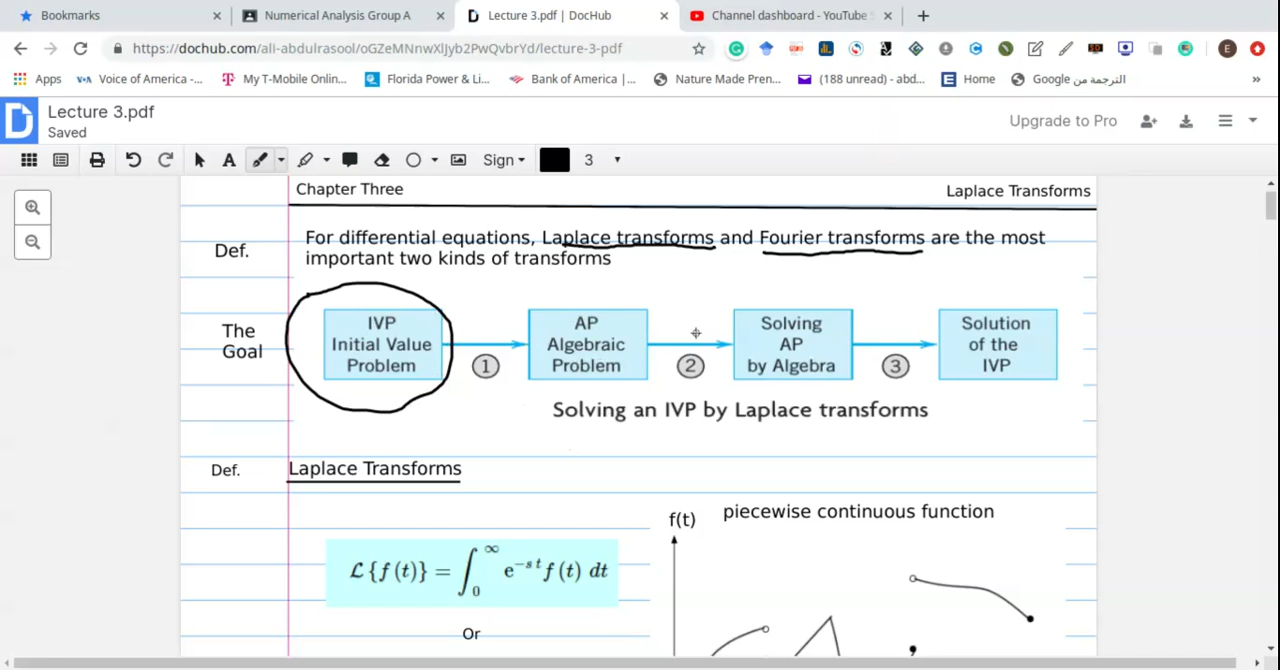 Bookmarks
Numerical Analysis Group A
Lecture 3.pdf | DocHub
Channel dashboard - YouTube S
https://dochub.com/ali-abdulrasool/oGZeMNnwXlJyb2PwQvbrYd/lecture-3-pdf
E
Apps
VOA Voice of America -...
My T-Mobile Onlin...
Florida Power & Li...
Bank of America |...
Nature Made Pren...
(188 unread) - abd...
Home
الترجمة من Google
»
Lecture 3.pdf
Saved
Upgrade to Pro
A
Sign
3
Chapter Three
Laplace Transforms
Def.
For differential equations, Laplace transforms and Fourier transforms are the most
important two kinds of transforms
The
Goal
IVP
Initial Value
Problem
1
AP
Algebraic
Problem
2
Solving
AP
by Algebra
3
Solution
of the
IVP
Solving an IVP by Laplace transforms
Def.
Laplace Transforms
f(t)
piecewise continuous function
ℒ{f(t)} = ∫₀^∞ e^{-st} f(t) dt
Or